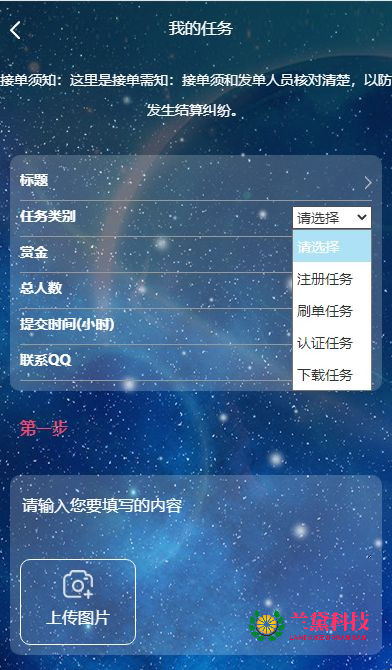 我的任务
接单须知：这里是接单需知：接单须和发单人员核对清楚，以防
发生结算纠纷。
标题
任务类别
请选择
请选择
赏金
注册任务
总人数
刷单任务
提交时间(小时)
认证任务
联系QQ
下载任务
第一步
请输入您要填写的内容
上传图片
兰黛科技